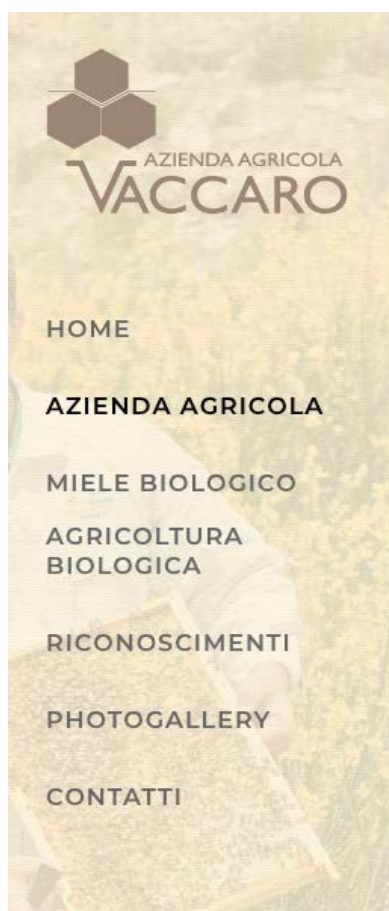 AZIENDA AGRICOLA
VACCARO
HOME
AZIENDA AGRICOLA
MIELE BIOLOGICO
AGRICOLTURA
BIOLOGICA
RICONOSCIMENTI
PHOTOGALLERY
CONTATTI